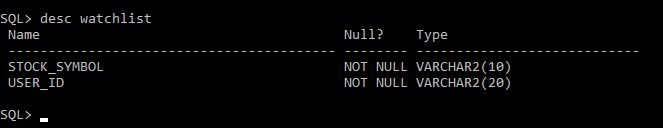 SQL> desc watchlist
Name Null? Type
----------------------------------------- -------- ----------------------------
STOCK_SYMBOL NOT NULL VARCHAR2(10)
USER_ID NOT NULL VARCHAR2(20)
SQL>